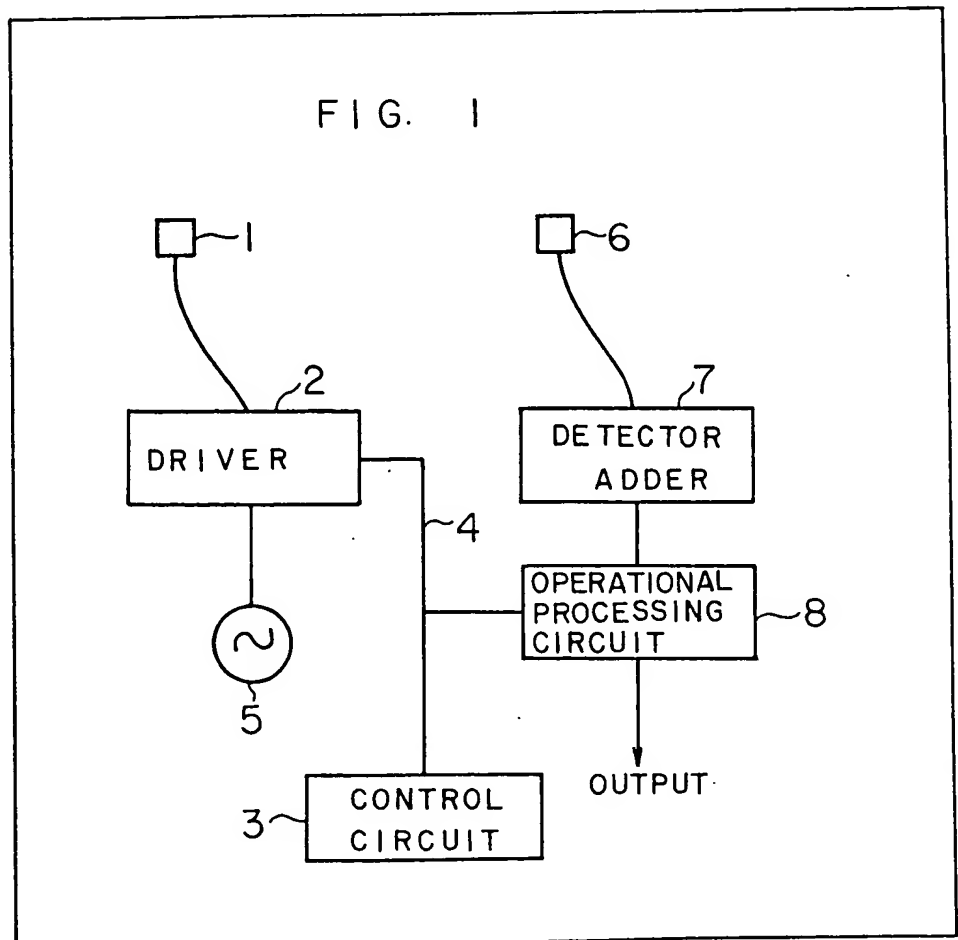 FIG. 1
1
6
2
7
DRIVER
DETECTOR
ADDER
4
OPERATIONAL
PROCESSING
CIRCUIT
8
5
OUTPUT
3
CONTROL
CIRCUIT